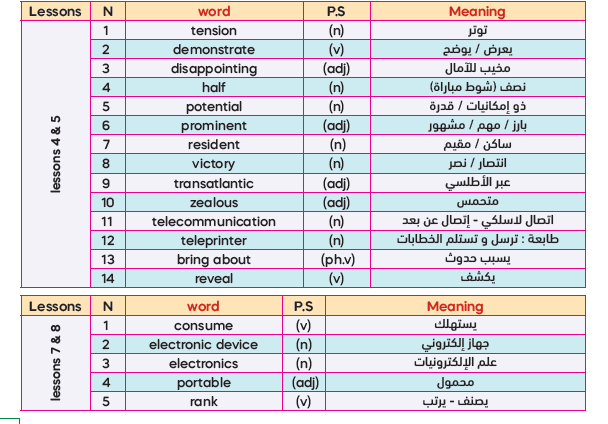 Lessons N word P.S Meaning
lessons 4 & 5
1 tension (n) توتر
2 demonstrate (v) يعرض / يوضح
3 disappointing (adj) مخيب للآمال
4 half (n) نصف (شوط مباراة)
5 potential (n) ذو إمكانيات / قدرة
6 prominent (adj) بارز / مهم / مشهور
7 resident (n) ساكن / مقيم
8 victory (n) انتصار / نصر
9 transatlantic (adj) عبر الأطلسي
10 zealous (adj) متحمس
11 telecommunication (n) اتصال لاسلكي - إتصال عن بعد
12 teleprinter (n) طابعة : ترسل و تستلم الخطابات
13 bring about (ph.v) يسبب حدوث
14 reveal (v) يكشف
Lessons N word P.S Meaning
lessons 7 & 8
1 consume (v) يستهلك
2 electronic device (n) جهاز إلكتروني
3 electronics (n) علم الإلكترونيات
4 portable (adj) محمول
5 rank (v) يصنف - يرتب